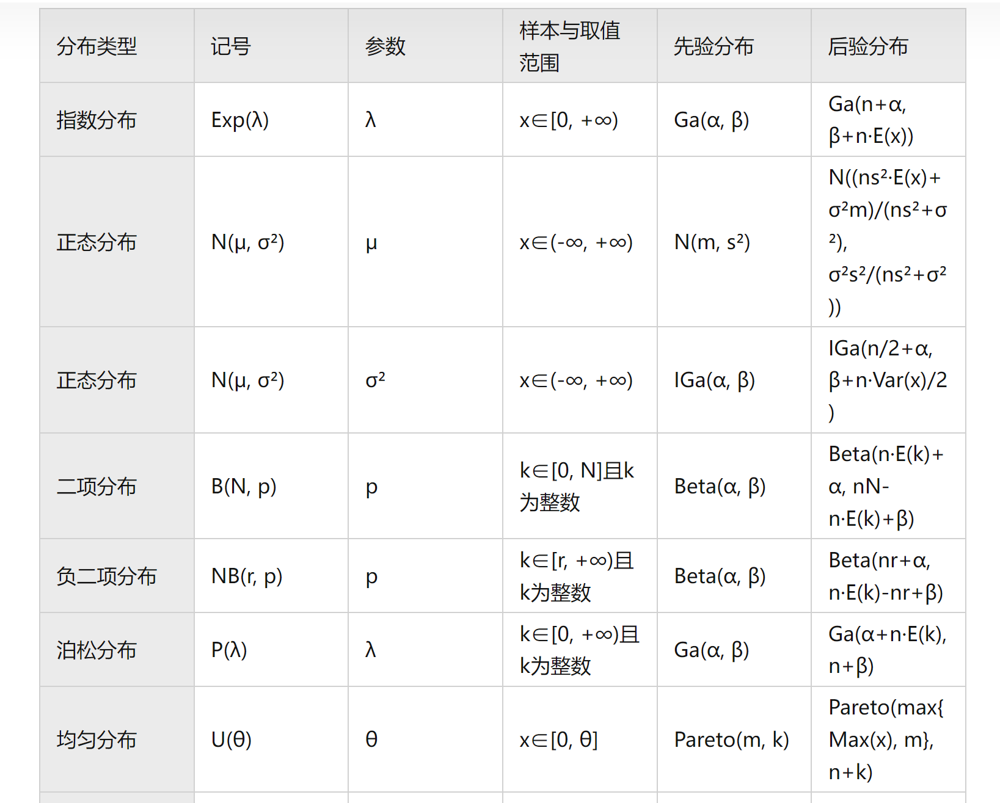 分布类型
记号
参数
样本与取值
范围
先验分布
后验分布
指数分布
Exp(λ)
λ
x∈[0, +∞)
Ga(α, β)
Ga(n+α,
β+n·E(x))
正态分布
N(μ, σ²)
μ
x∈(-∞, +∞)
N(m, s²)
N((ns²·E(x)+
σ²m)/(ns²+σ
²),
σ²s²/(ns²+σ²
))
正态分布
N(μ, σ²)
σ²
x∈(-∞, +∞)
IGa(α, β)
IGa(n/2+α,
β+n·Var(x)/2
)
二项分布
B(N, p)
p
k∈[0, N]且k
为整数
Beta(α, β)
Beta(n·E(k)+
α, nN-
n·E(k)+β)
负二项分布
NB(r, p)
p
k∈[r, +∞)且
k为整数
Beta(α, β)
Beta(nr+α,
n·E(k)-nr+β)
泊松分布
P(λ)
λ
k∈[0, +∞)且
k为整数
Ga(α, β)
Ga(α+n·E(k),
n+β)
均匀分布
U(θ)
θ
x∈[0, θ]
Pareto(m, k)
Pareto(max{
Max(x), m},
n+k)